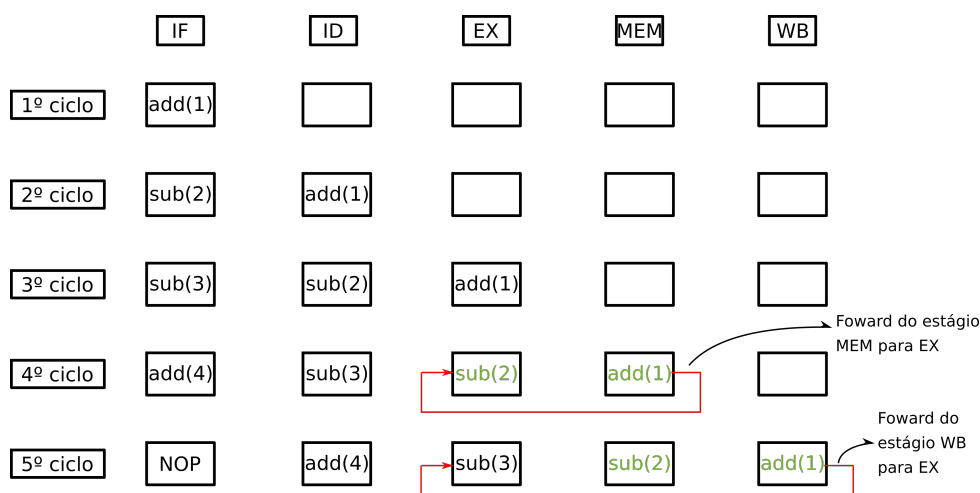 IF ID EX MEM WB
1º ciclo add(1)
2º ciclo sub(2) add(1)
3º ciclo sub(3) sub(2) add(1)
Foward do estágio
MEM para EX
4º ciclo add(4) sub(3) sub(2) add(1)
Foward do
estágio WB
para EX
5º ciclo NOP add(4) sub(3) sub(2) add(1)